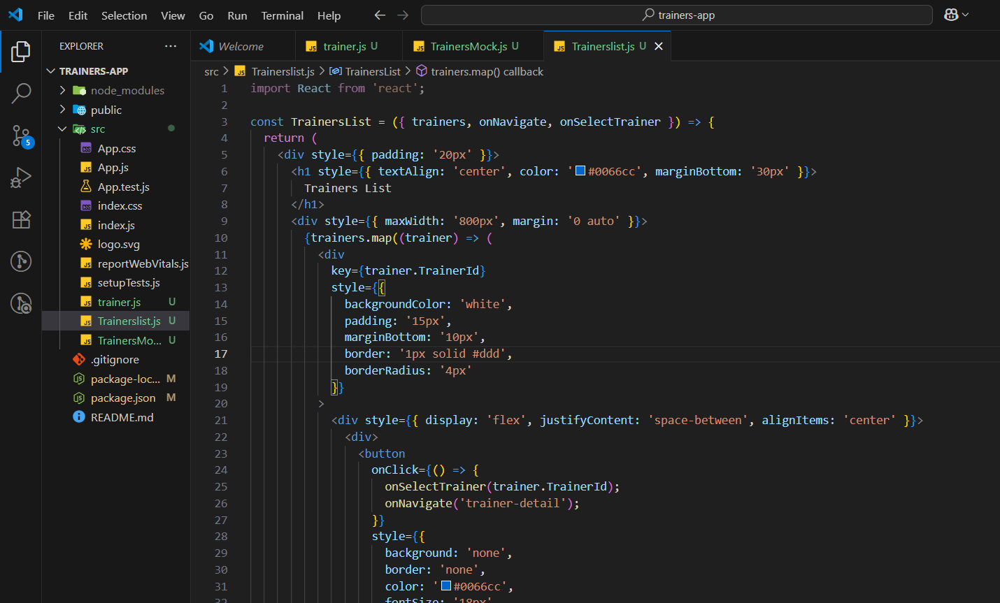 File Edit Selection View Go Run Terminal Help
trainers-app
EXPLORER
TRAINERS-APP
node_modules
public
src
App.css
App.js
App.test.js
index.css
index.js
logo.svg
reportWebVitals.js
setupTests.js
trainer.js U
Trainerslist.js U
TrainersMo... U
.gitignore
package-loc... M
package.json M
README.md
5
Welcome
trainer.js U
TrainersMock.js U
Trainerslist.js U
src > Trainerslist.js > TrainersList > trainers.map() callback
1 import React from 'react';
2
3 const TrainersList = ({ trainers, onNavigate, onSelectTrainer }) => {
4 return (
5 <div style={{ padding: '20px' }}>
6 <h1 style={{ textAlign: 'center', color: '#0066cc', marginBottom: '30px' }}>
7 Trainers List
8 </h1>
9 <div style={{ maxWidth: '800px', margin: '0 auto' }}>
10 {trainers.map((trainer) => (
11 <div
12 key={trainer.TrainerId}
13 style={{
14 backgroundColor: 'white',
15 padding: '15px',
16 marginBottom: '10px',
17 border: '1px solid #ddd',
18 borderRadius: '4px'
19 }}
20 >
21 <div style={{ display: 'flex', justifyContent: 'space-between', alignItems: 'center' }}>
22 <div>
23 <button
24 onClick={() => {
25 onSelectTrainer(trainer.TrainerId);
26 onNavigate('trainer-detail');
27 }}
28 style={{
29 background: 'none',
30 border: 'none',
31 color: '#0066cc',
32 fontSize: '18px'